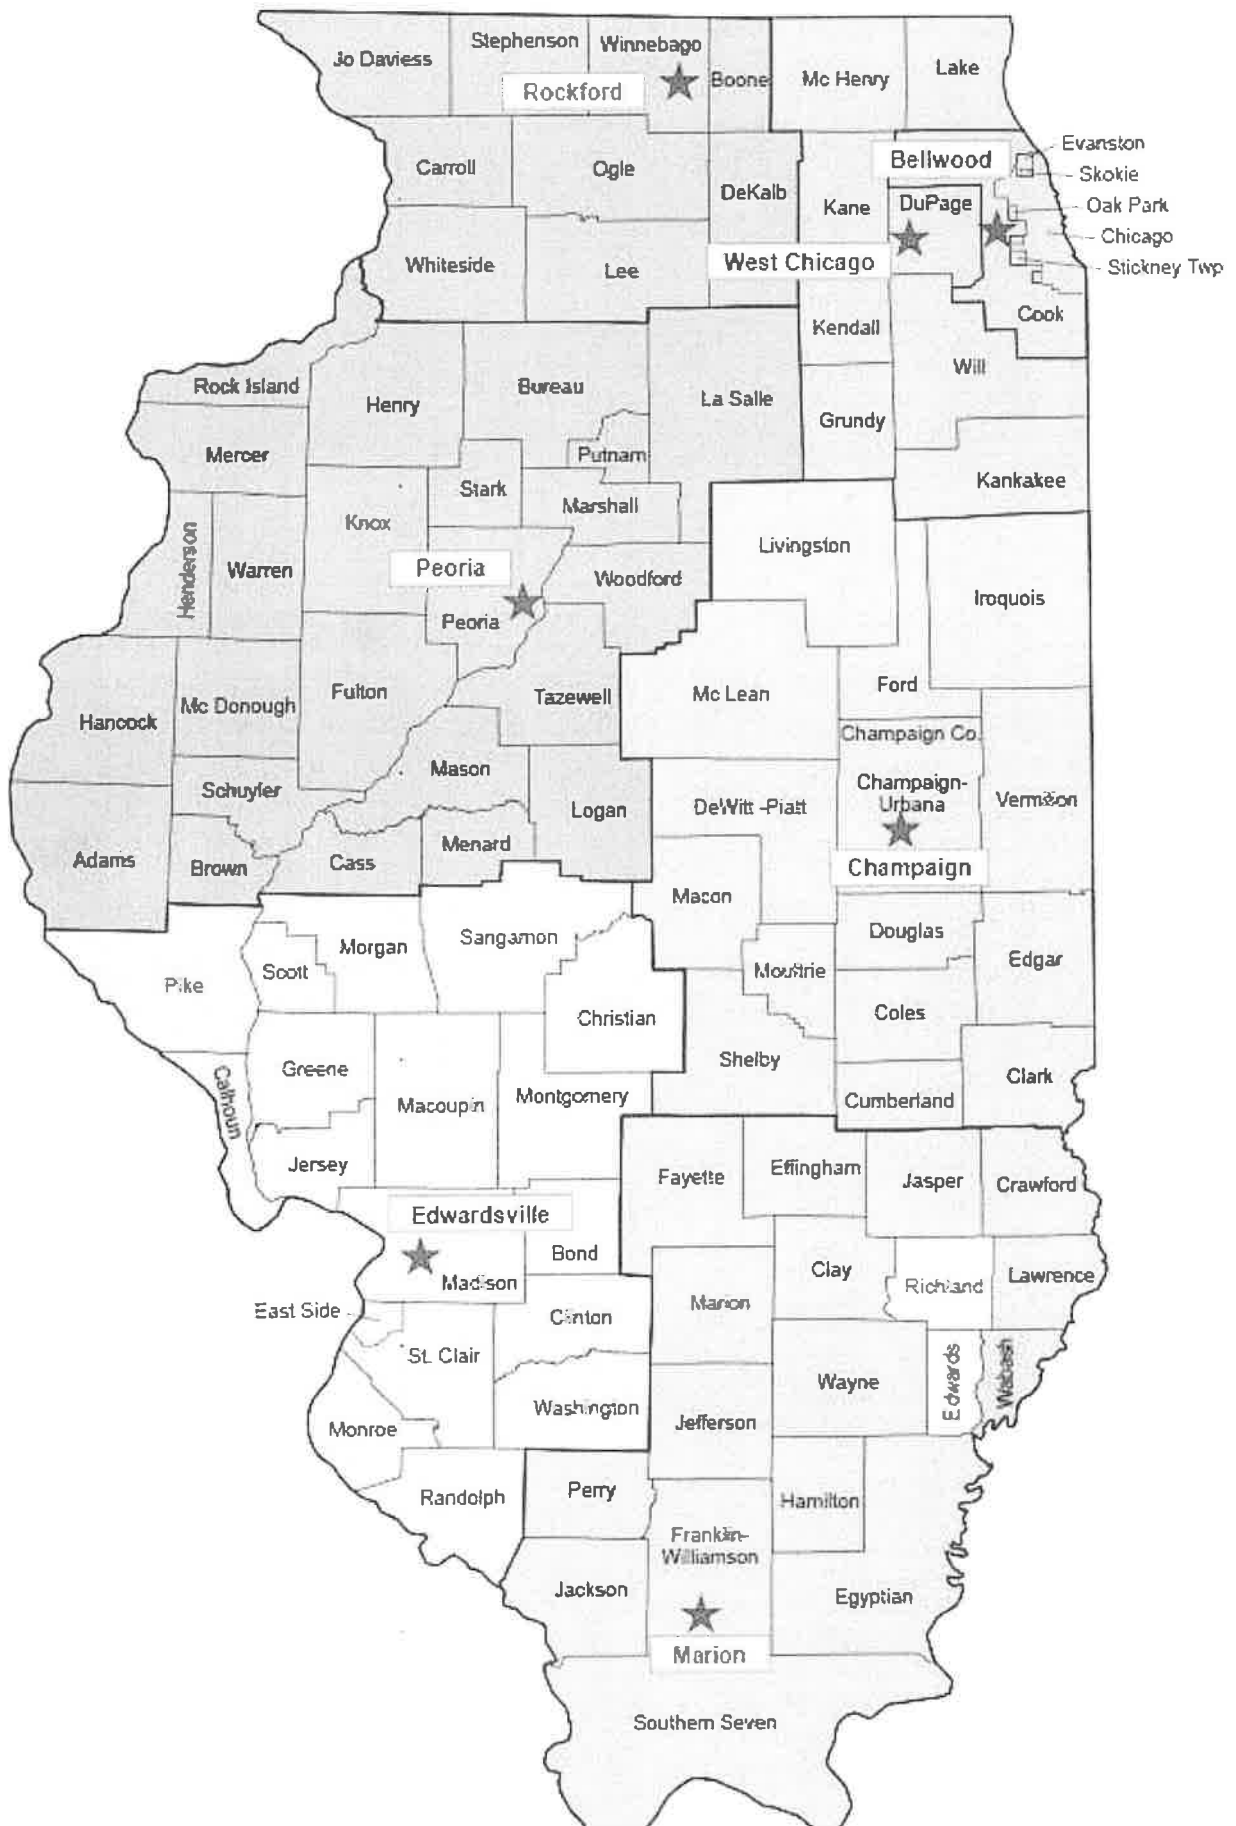 Jo Daviess
Stephenson
Winnebago
Rockford
Boone
Mc Henry
Lake
Carroll
Ogle
DeKalb
Kane
Bellwood
DuPage
Evanston
Skokie
Oak Park
Chicago
Stickney Twp
Whiteside
Lee
West Chicago
Kendall
Cook
Will
Rock Island
Henry
Bureau
La Salle
Grundy
Mercer
Putnam
Kankakee
Stark
Marshall
Knox
Henderson
Warren
Peoria
Peoria
Woodford
Livingston
Iroquois
Hancock
Mc Donough
Fulton
Tazewell
Mc Lean
Ford
Champaign Co.
Schuyler
Mason
Logan
DeWitt -Piatt
Champaign-
Urbana
Vermilion
Champaign
Adams
Brown
Cass
Menard
Macon
Pike
Scott
Morgan
Sangamon
Christian
Moultrie
Douglas
Edgar
Coles
Shelby
Calhoun
Greene
Macoupin
Montgomery
Cumberland
Clark
Jersey
Fayette
Effingham
Jasper
Crawford
Edwardsville
Madison
Bond
Clay
Richland
Lawrence
East Side
Clinton
Marion
St. Clair
Wayne
Edwards
Wabash
Monroe
Washington
Jefferson
Randolph
Perry
Hamilton
Franklin-
Williamson
Jackson
Egyptian
Marion
Southern Seven